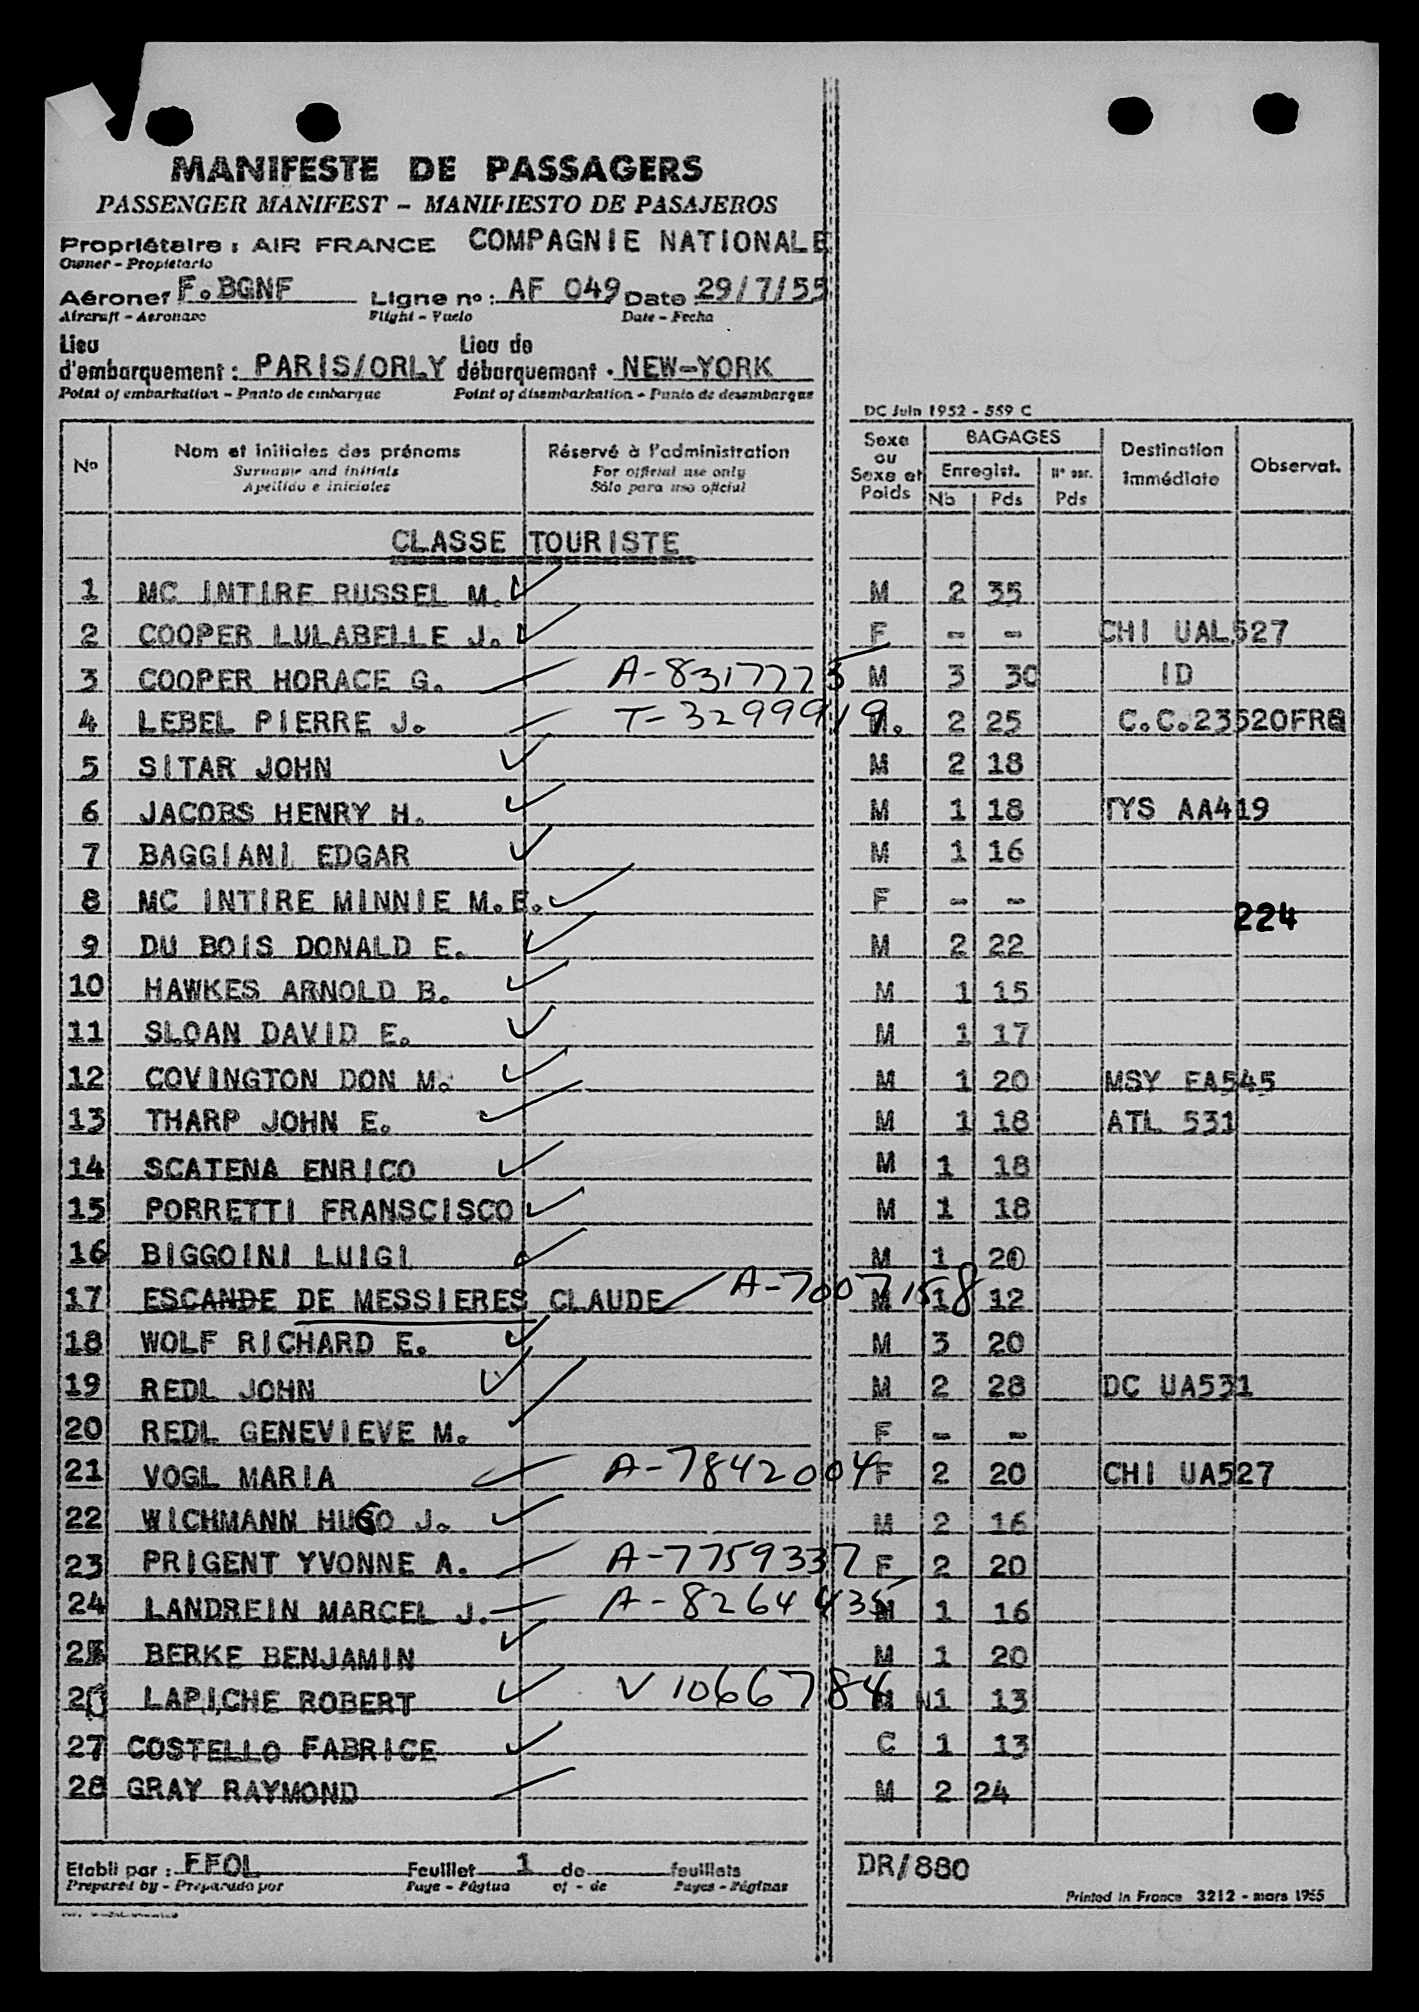 MANIFESTE DE PASSAGERS
PASSENGER MANIFEST – MANIFIESTO DE PASAJEROS
Propriétaire : AIR FRANCE COMPAGNIE NATIONALE
Owner – Propietario
Aéronef F.BGNF Ligne no : AF 049 Date : 29/7/55
Aircraft – Aeronave Flight – Vuelo Date – Fecha
Lieu d'embarquement : PARIS/ORLY Lieu de débarquement : NEW-YORK
Point of embarkation – Punto de embarque Point of disembarkation – Punto de desembarque
DC Juin 1952 - 559 C
No Nom et initiales des prénoms Réservé à l'administration Sexe ou Sexe et Poids BAGAGES Enregist. Nb Pds Pds Destination immédiate Observat.
Surname and initials For official use only
Apellido e iniciales Sólo para uso oficial
CLASSE TOURISTE
1 MC INTIRE RUSSEL M. M 2 35
2 COOPER LULABELLE J. F - - CHI UAL527
3 COOPER HORACE G. A-8317775 M 3 30 ID
4 LEBEL PIERRE J. T-3299919 M. 2 25 C.C.23520FRS
5 SITAR JOHN M 2 18
6 JACOBS HENRY H. M 1 18 TYS AA419
7 BAGGIANI EDGAR M 1 16
8 MC INTIRE MINNIE M.E. F - -
224
9 DU BOIS DONALD E. M 2 22
10 HAWKES ARNOLD B. M 1 15
11 SLOAN DAVID E. M 1 17
12 COVINGTON DON M. M 1 20 MSY EA545
13 THARP JOHN E. M 1 18 ATL 531
14 SCATENA ENRICO M 1 18
15 PORRETTI FRANSCISCO M 1 18
16 BIGGOINI LUIGI M 1 20
17 ESCANDE DE MESSIERES CLAUDE A-7007158 M 1 12
18 WOLF RICHARD E. M 3 20
19 REDL JOHN M 2 28 DC UA531
20 REDL GENEVIEVE M. F - -
21 VOGL MARIA A-7842004 F 2 20 CHI UA527
22 WICHMANN HUGO J. M 2 16
23 PRIGENT YVONNE A. A-7759337 F 2 20
24 LANDREIN MARCEL J. A-8264435 M 1 16
25 BERKE BENJAMIN M 1 20
26 LAPICHE ROBERT V 1066784 M 1 13
27 COSTELLO FABRICE C 1 13
28 GRAY RAYMOND M 2 24
Etabli par : FFOL Feuillet 1 de feuillets DR/880
Prepared by – Preparado por Page – Página of - de Pages – Páginas
Printed in France 3212 - mars 1955